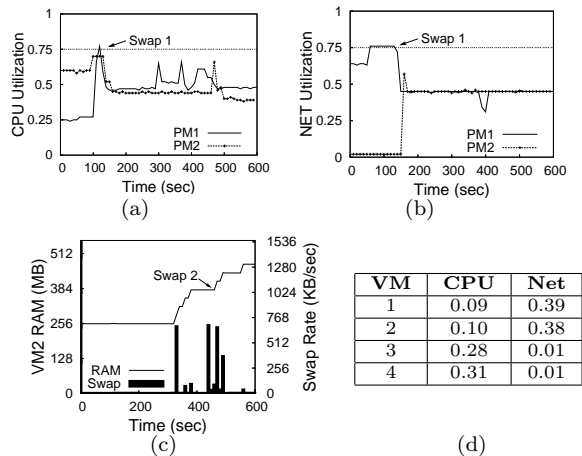 1
0.75
0.5
0.25
0
CPU Utilization
Swap 1
PM1
PM2
0 100 200 300 400 500 600
Time (sec)
(a)
1
0.75
0.5
0.25
0
NET Utilization
Swap 1
PM1
PM2
0 100 200 300 400 500 600
Time (sec)
(b)
512
384
256
128
0
VM2 RAM (MB)
Swap 2
RAM
Swap
1536
1280
1024
768
512
256
0
Swap Rate (KB/sec)
0 200 400 600
Time (sec)
(c)
VM CPU Net
1 0.09 0.39
2 0.10 0.38
3 0.28 0.01
4 0.31 0.01
(d)